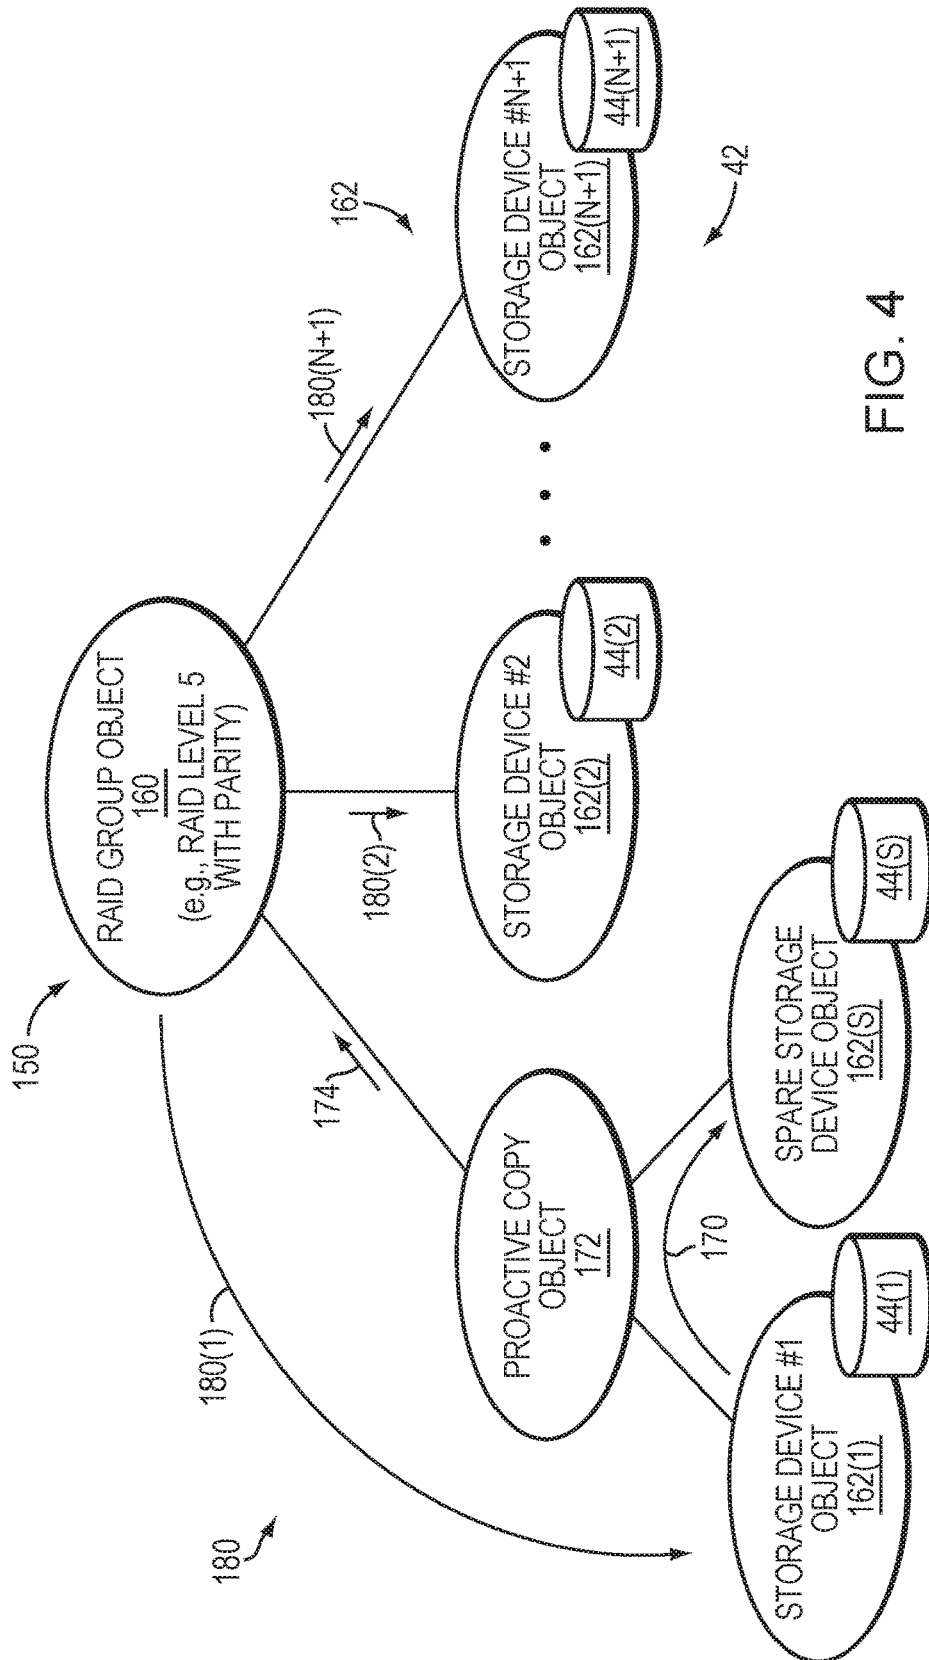 150
RAID GROUP OBJECT
160
(e.g., RAID LEVEL 5
WITH PARITY)
180
180(1)
174
180(2)
180(N+1)
162
PROACTIVE COPY
OBJECT
172
STORAGE DEVICE #2
OBJECT
162(2)
44(2)
STORAGE DEVICE #N+1
OBJECT
162(N+1)
44(N+1)
170
42
STORAGE DEVICE #1
OBJECT
162(1)
44(1)
SPARE STORAGE
DEVICE OBJECT
162(S)
44(S)
FIG. 4